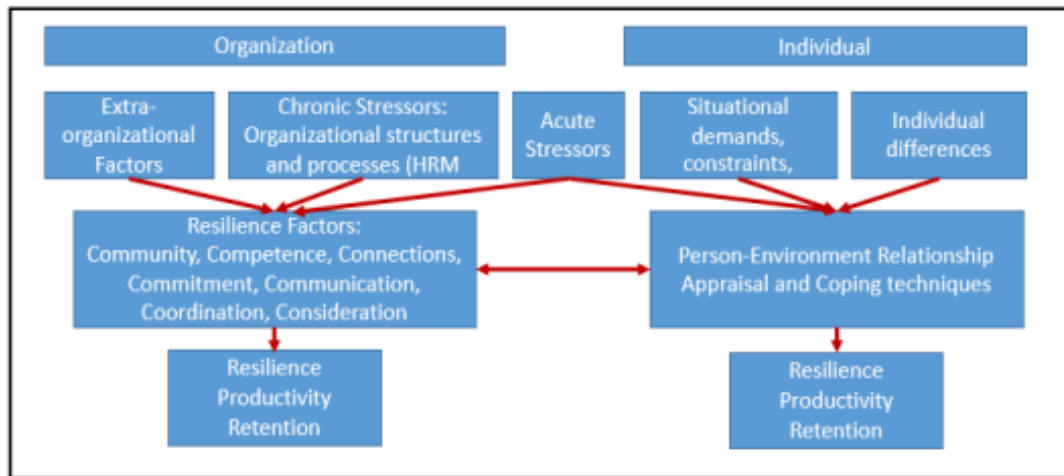 Organization
Individual
Extra-
organizational
Factors
Chronic Stressors:
Organizational structures
and processes (HRM
Acute
Stressors
Situational
demands,
constraints,
Individual
differences
Resilience Factors:
Community, Competence, Connections,
Commitment, Communication,
Coordination, Consideration
Person-Environment Relationship
Appraisal and Coping techniques
Resilience
Productivity
Retention
Resilience
Productivity
Retention